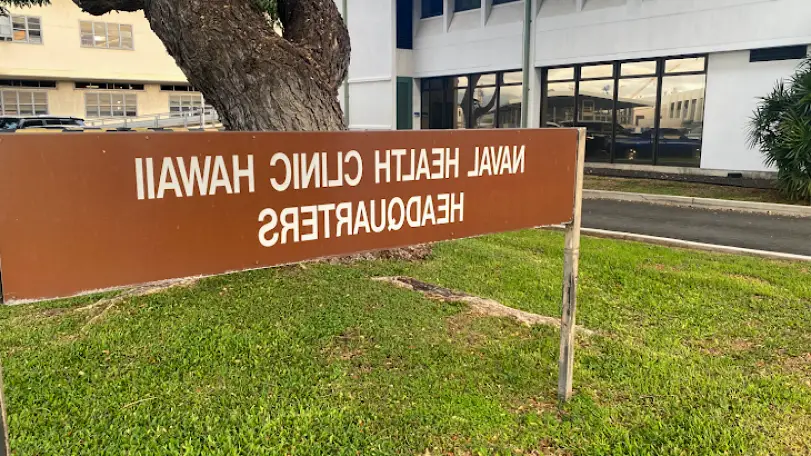 NAVAL HEALTH CLINIC HAWAII
HEADQUARTERS